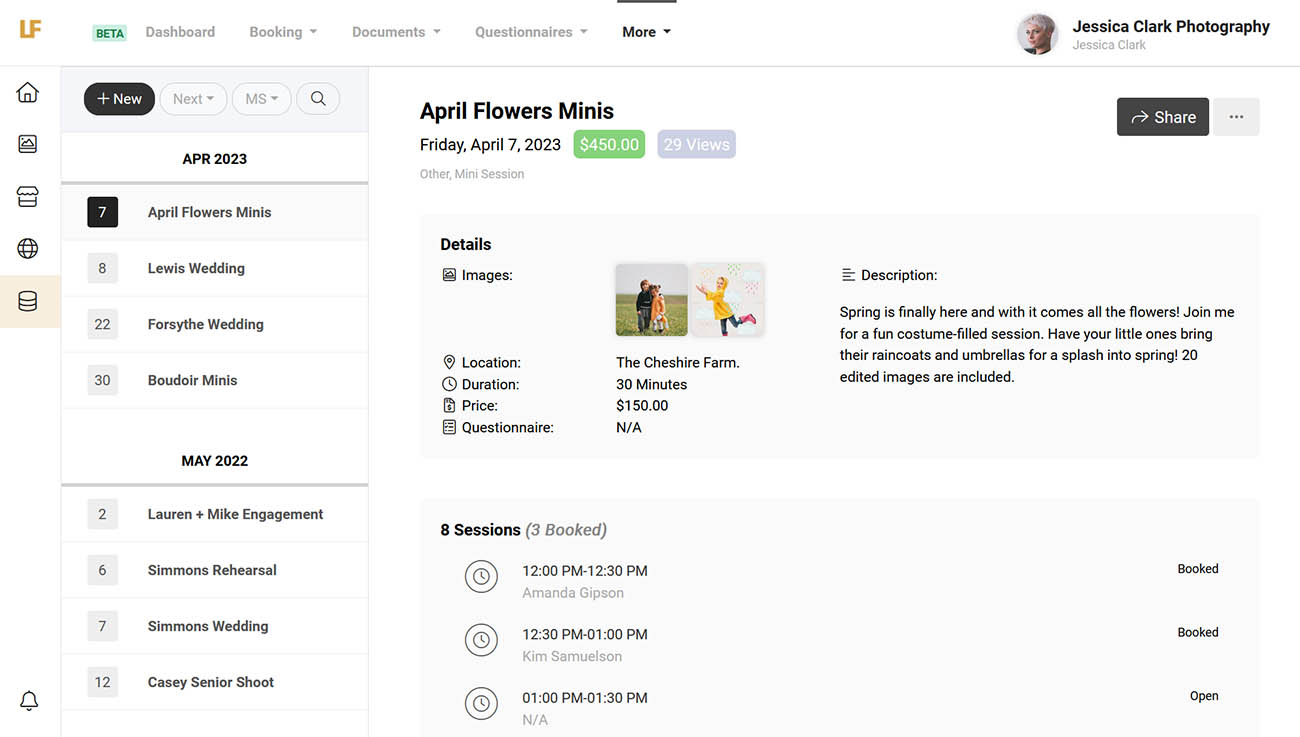 LF
BETA Dashboard Booking Documents Questionnaires More
Jessica Clark Photography
Jessica Clark
+ New Next MS
APR 2023
7 April Flowers Minis
8 Lewis Wedding
22 Forsythe Wedding
30 Boudoir Minis
MAY 2022
2 Lauren + Mike Engagement
6 Simmons Rehearsal
7 Simmons Wedding
12 Casey Senior Shoot
April Flowers Minis
Share ...
Friday, April 7, 2023 $450.00 29 Views
Other, Mini Session
Details
Images:
Location: The Cheshire Farm.
Duration: 30 Minutes
Price: $150.00
Questionnaire: N/A
Description:
Spring is finally here and with it comes all the flowers! Join me
for a fun costume-filled session. Have your little ones bring
their raincoats and umbrellas for a splash into spring! 20
edited images are included.
8 Sessions (3 Booked)
12:00 PM-12:30 PM Booked
Amanda Gipson
12:30 PM-01:00 PM Booked
Kim Samuelson
01:00 PM-01:30 PM Open
N/A